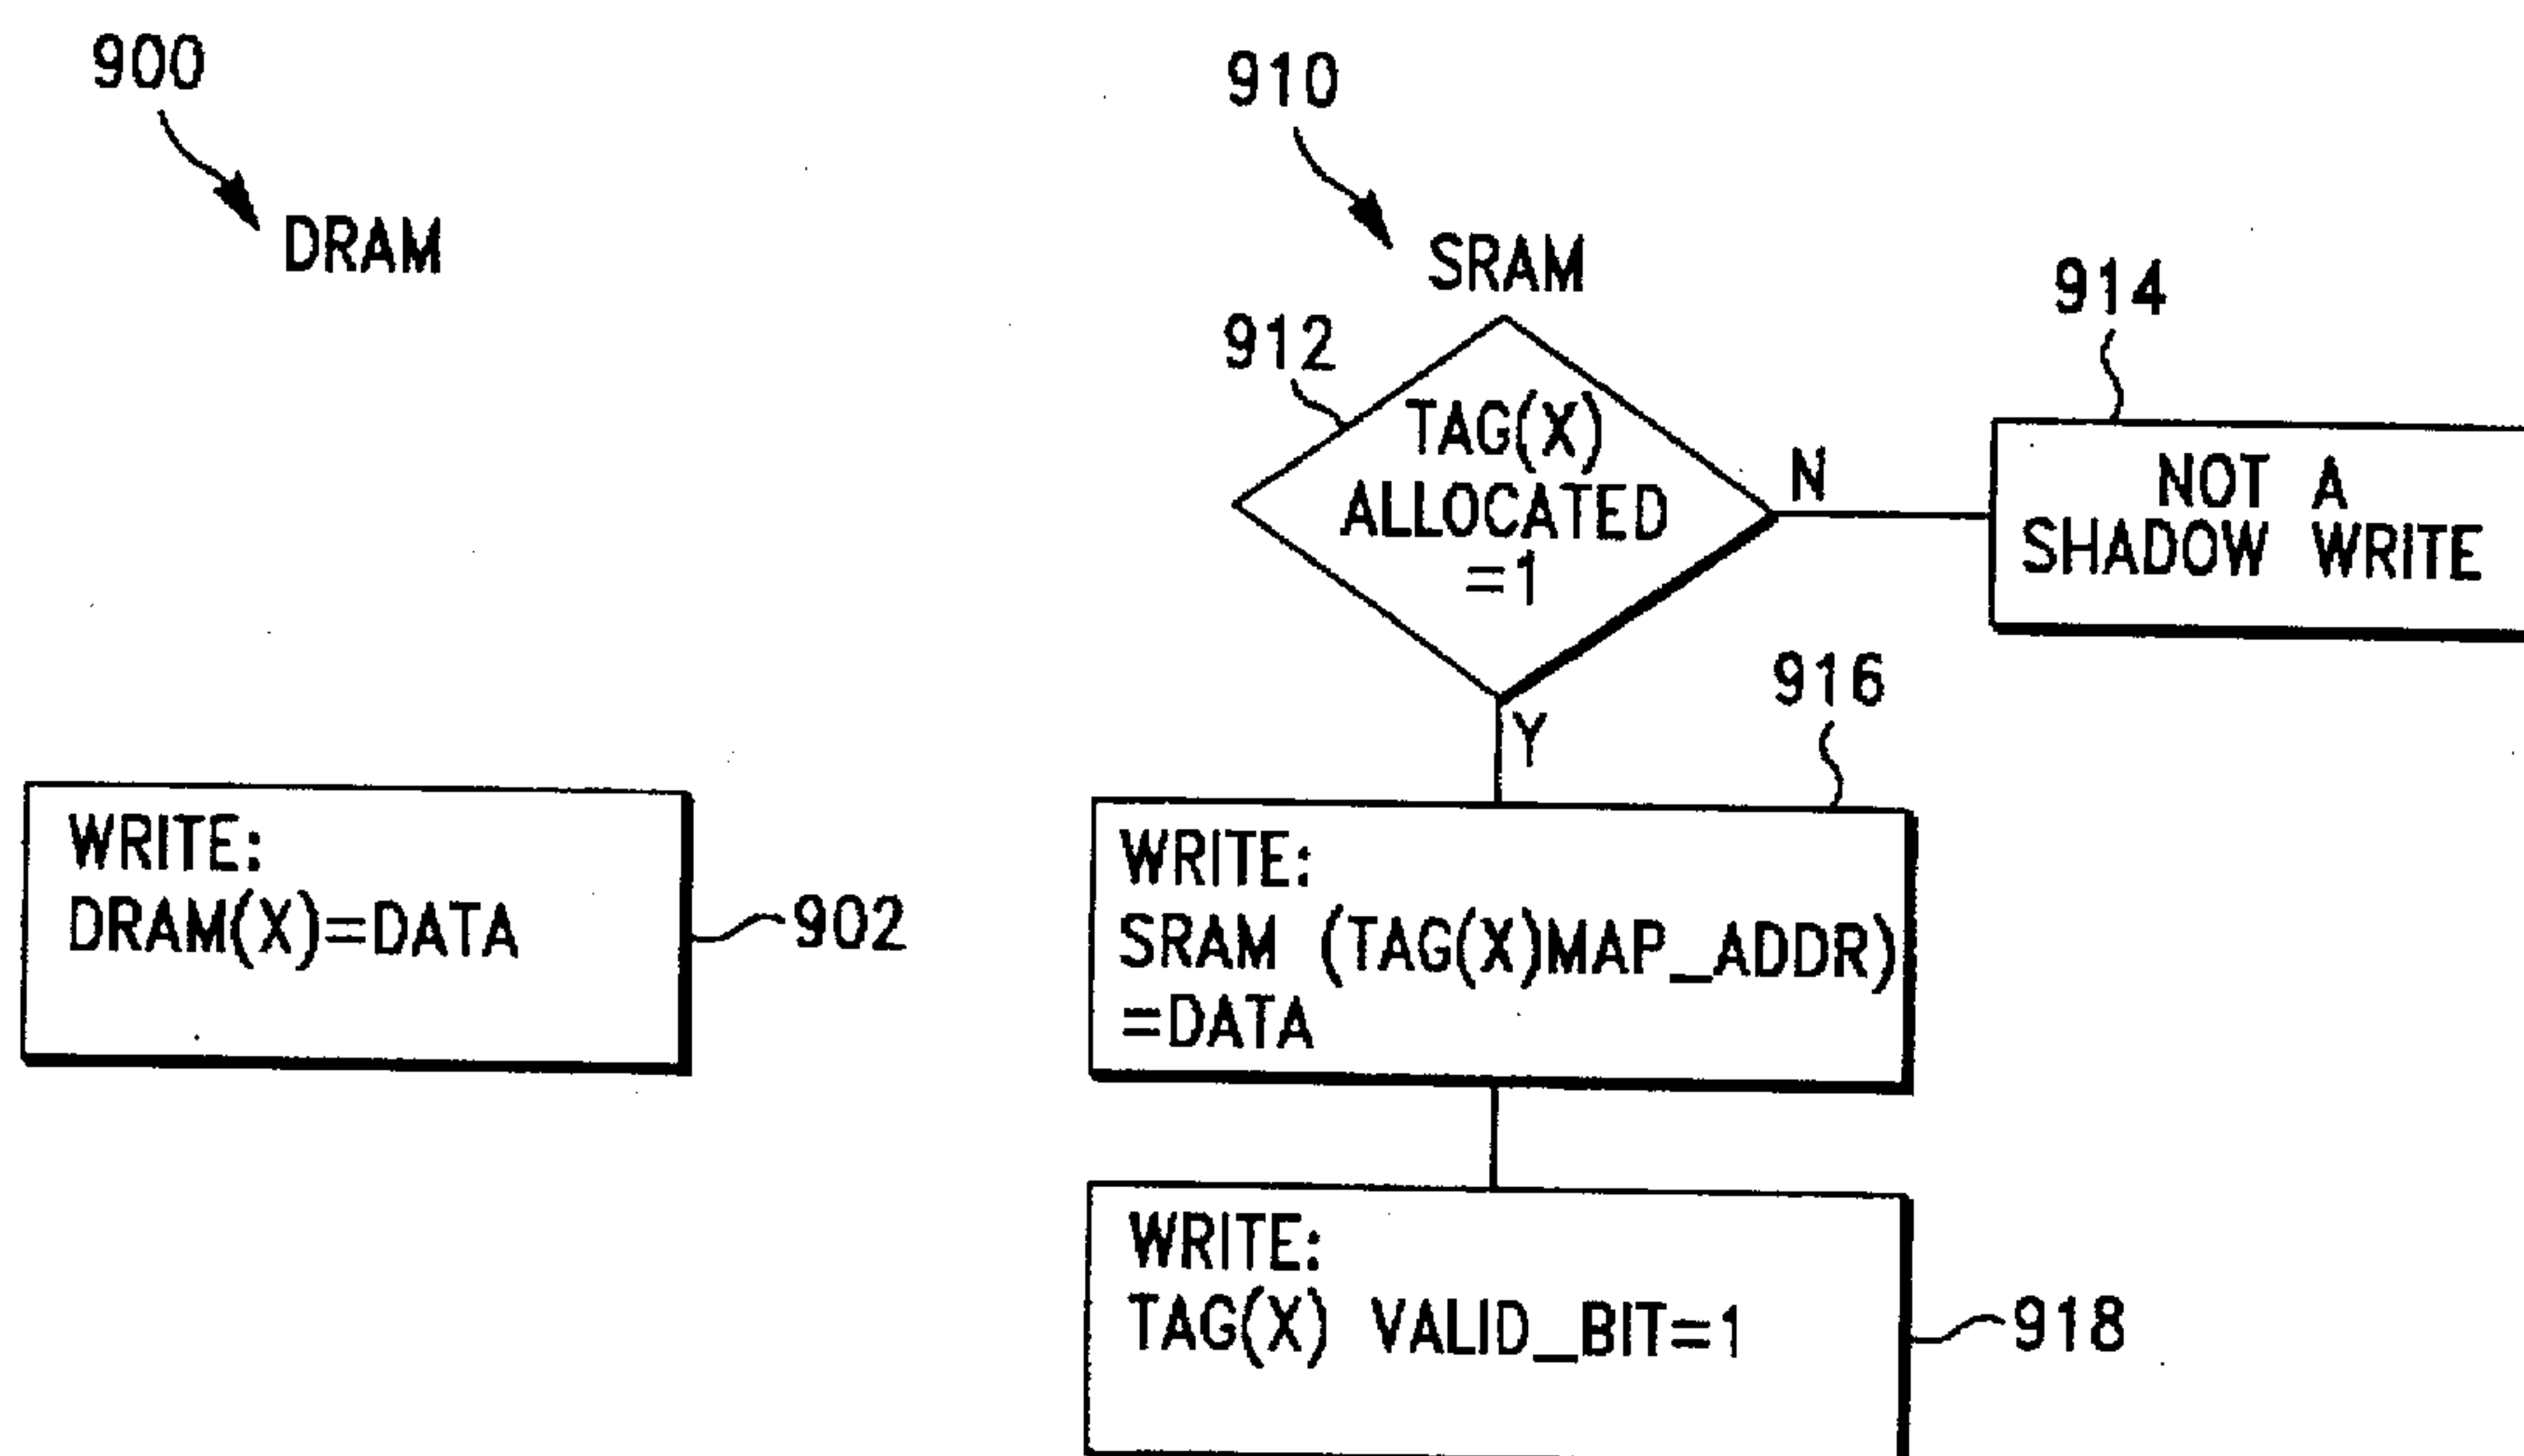 900
DRAM
WRITE:
DRAM(X)=DATA
902
910
SRAM
912
TAG(X)
ALLOCATED
=1
N
Y
914
NOT A
SHADOW WRITE
916
WRITE:
SRAM (TAG(X)MAP_ADDR)
=DATA
WRITE:
TAG(X) VALID_BIT=1
918